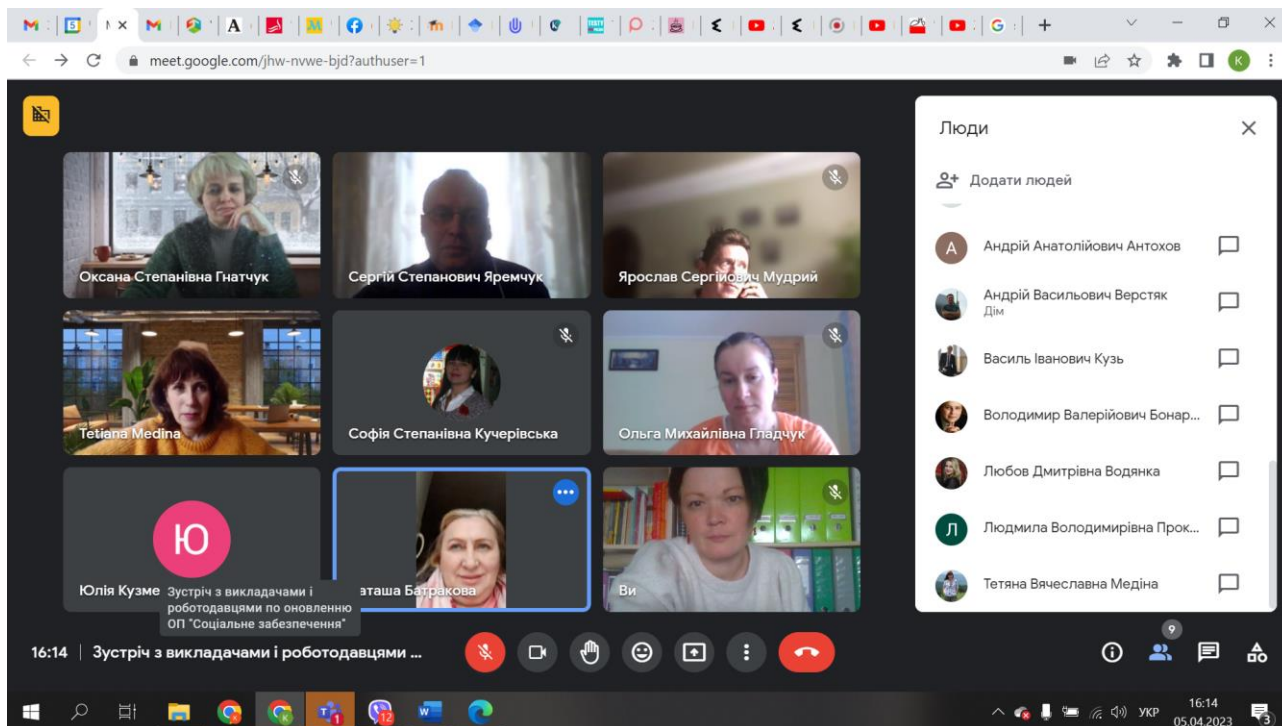 meet.google.com/jhw-nvwe-bjd?authuser=1
K
Оксана Степанівна Гнатчук
Сергій Степанович Яремчук
Ярослав Сергійович Мудрий
Tetiana Medina
Софія Степанівна Кучерівська
Ольга Михайлівна Гладчук
Ю
Юлія Кузме
Зустріч з викладачами і
роботодавцями по оновленню
ОП "Соціальне забезпечення"
аташа Батракова
Ви
Люди
Додати людей
А
Андрій Анатолійович Антохов
Андрій Васильович Верстяк
Дім
Василь Іванович Кузь
Володимир Валерійович Бонар...
Любов Дмитрівна Водянка
Л
Людмила Володимирівна Прок...
Тетяна Вячеславна Медіна
16:14 | Зустріч з викладачами і роботодавцями ...
9
12
УКР
16:14
05.04.2023
3